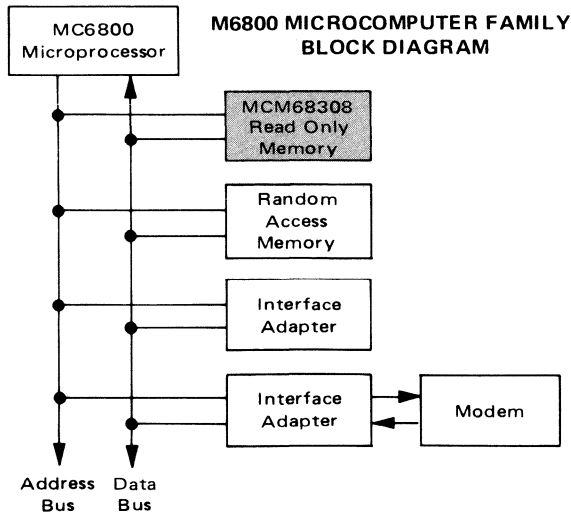 MC6800
Microprocessor
M6800 MICROCOMPUTER FAMILY
BLOCK DIAGRAM
MCM68308
Read Only
Memory
Random
Access
Memory
Interface
Adapter
Interface
Adapter
Modem
Address
Bus
Data
Bus